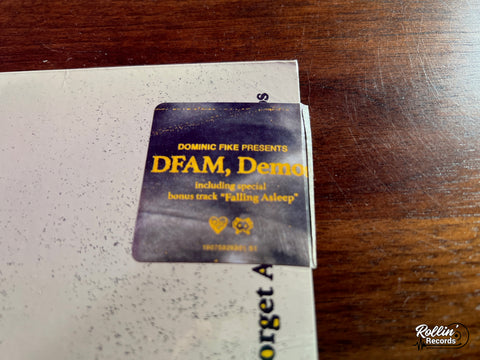 DOMINIC FIKE PRESENTS
DFAM, Demo
including special
bonus track "Falling Asleep"
orget A
s
Rollin'
Records